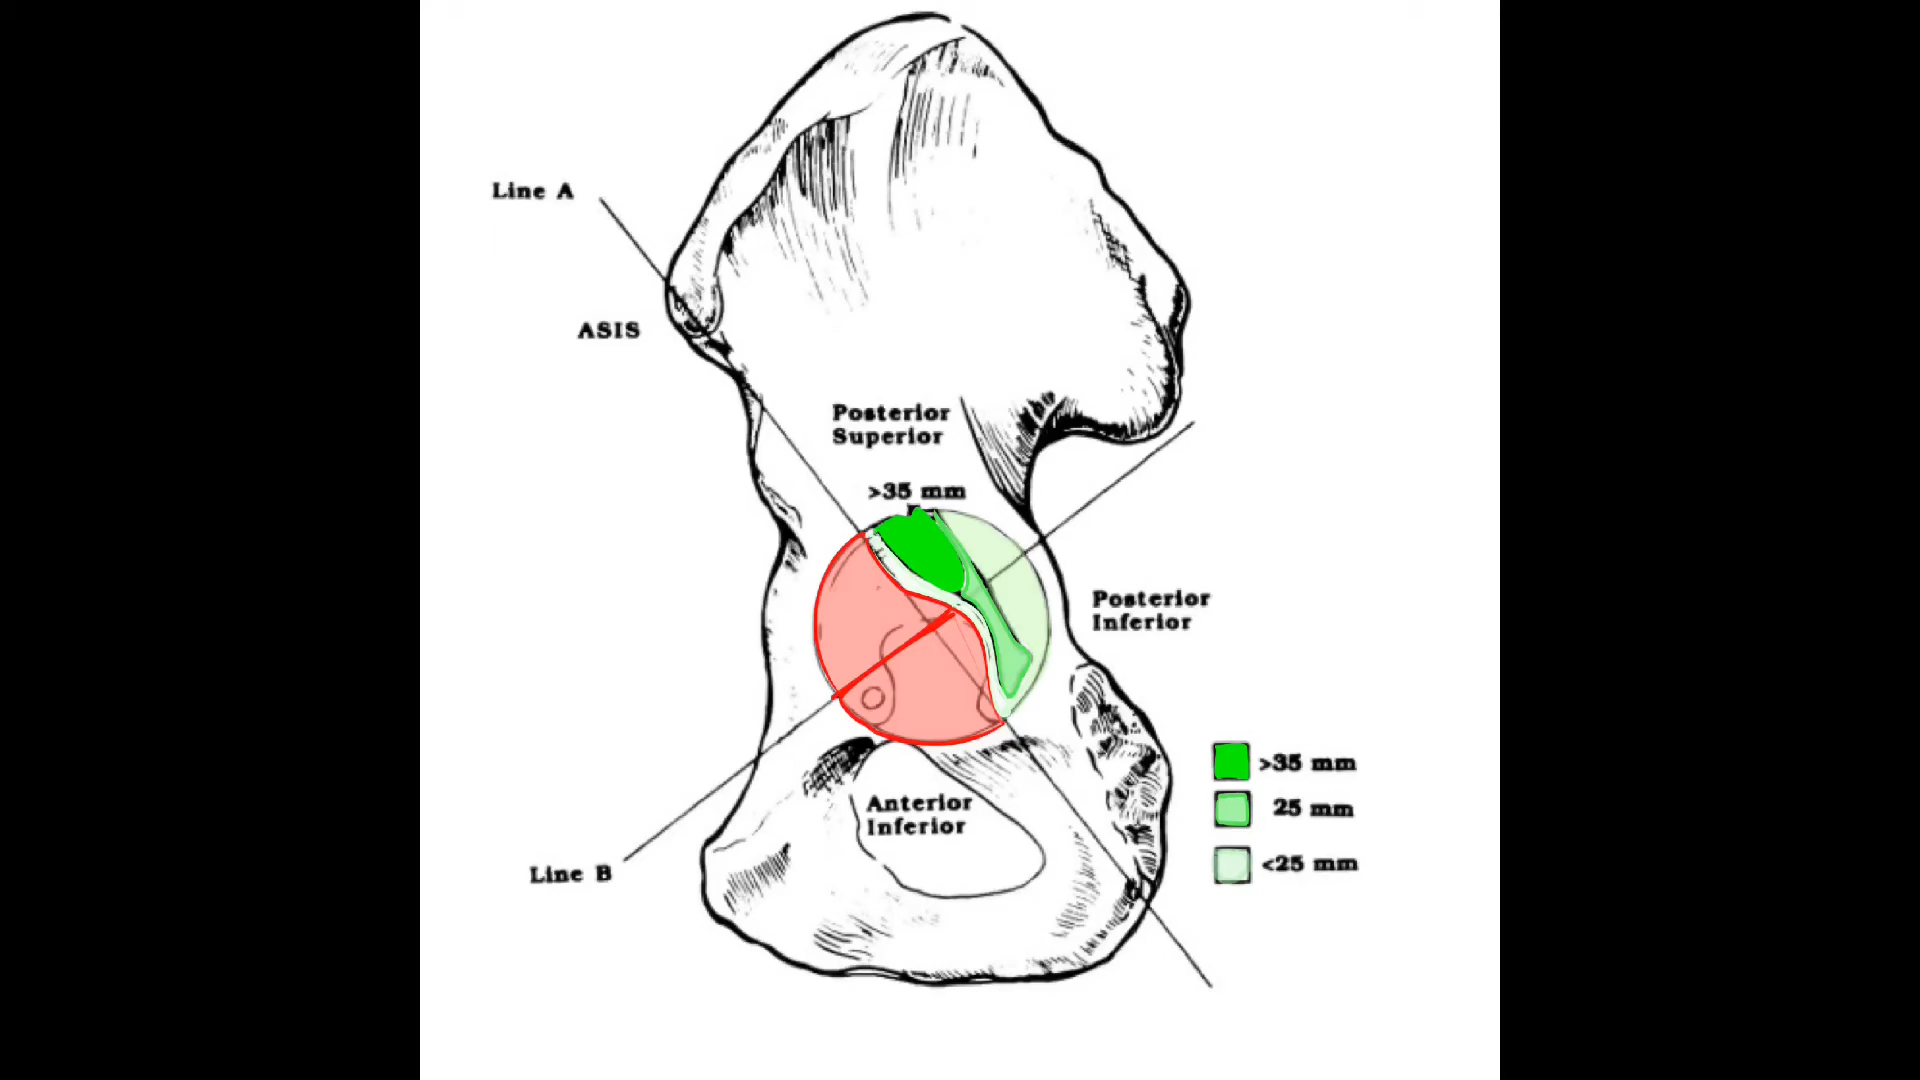 Line A
ASIS
Posterior
Superior
>35 mm
Posterior
Inferior
>35 mm
25 mm
<25 mm
Anterior
Inferior
Line B